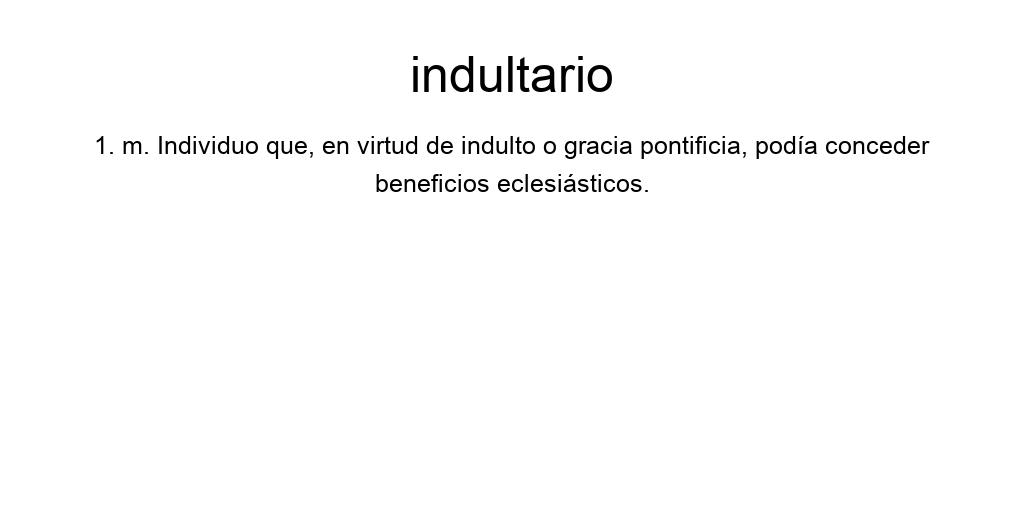 indultario
1. m. Individuo que, en virtud de indulto o gracia pontificia, podía conceder
beneficios eclesiásticos.